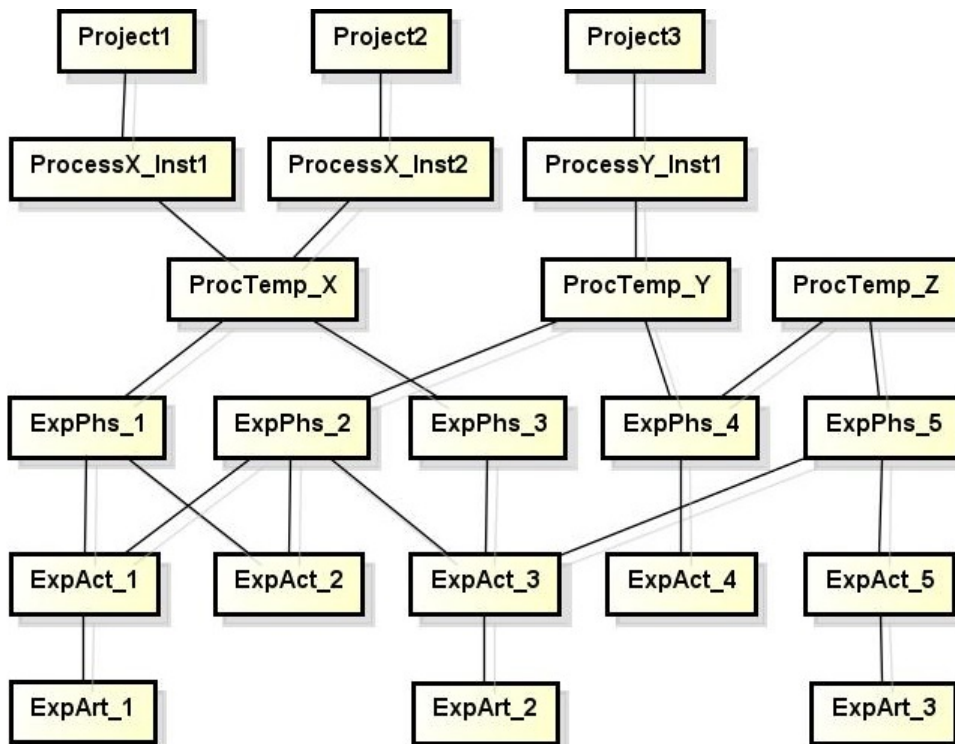 Project1
Project2
Project3
ProcessX_Inst1
ProcessX_Inst2
ProcessY_Inst1
ProcTemp_X
ProcTemp_Y
ProcTemp_Z
ExpPhs_1
ExpPhs_2
ExpPhs_3
ExpPhs_4
ExpPhs_5
ExpAct_1
ExpAct_2
ExpAct_3
ExpAct_4
ExpAct_5
ExpArt_1
ExpArt_2
ExpArt_3